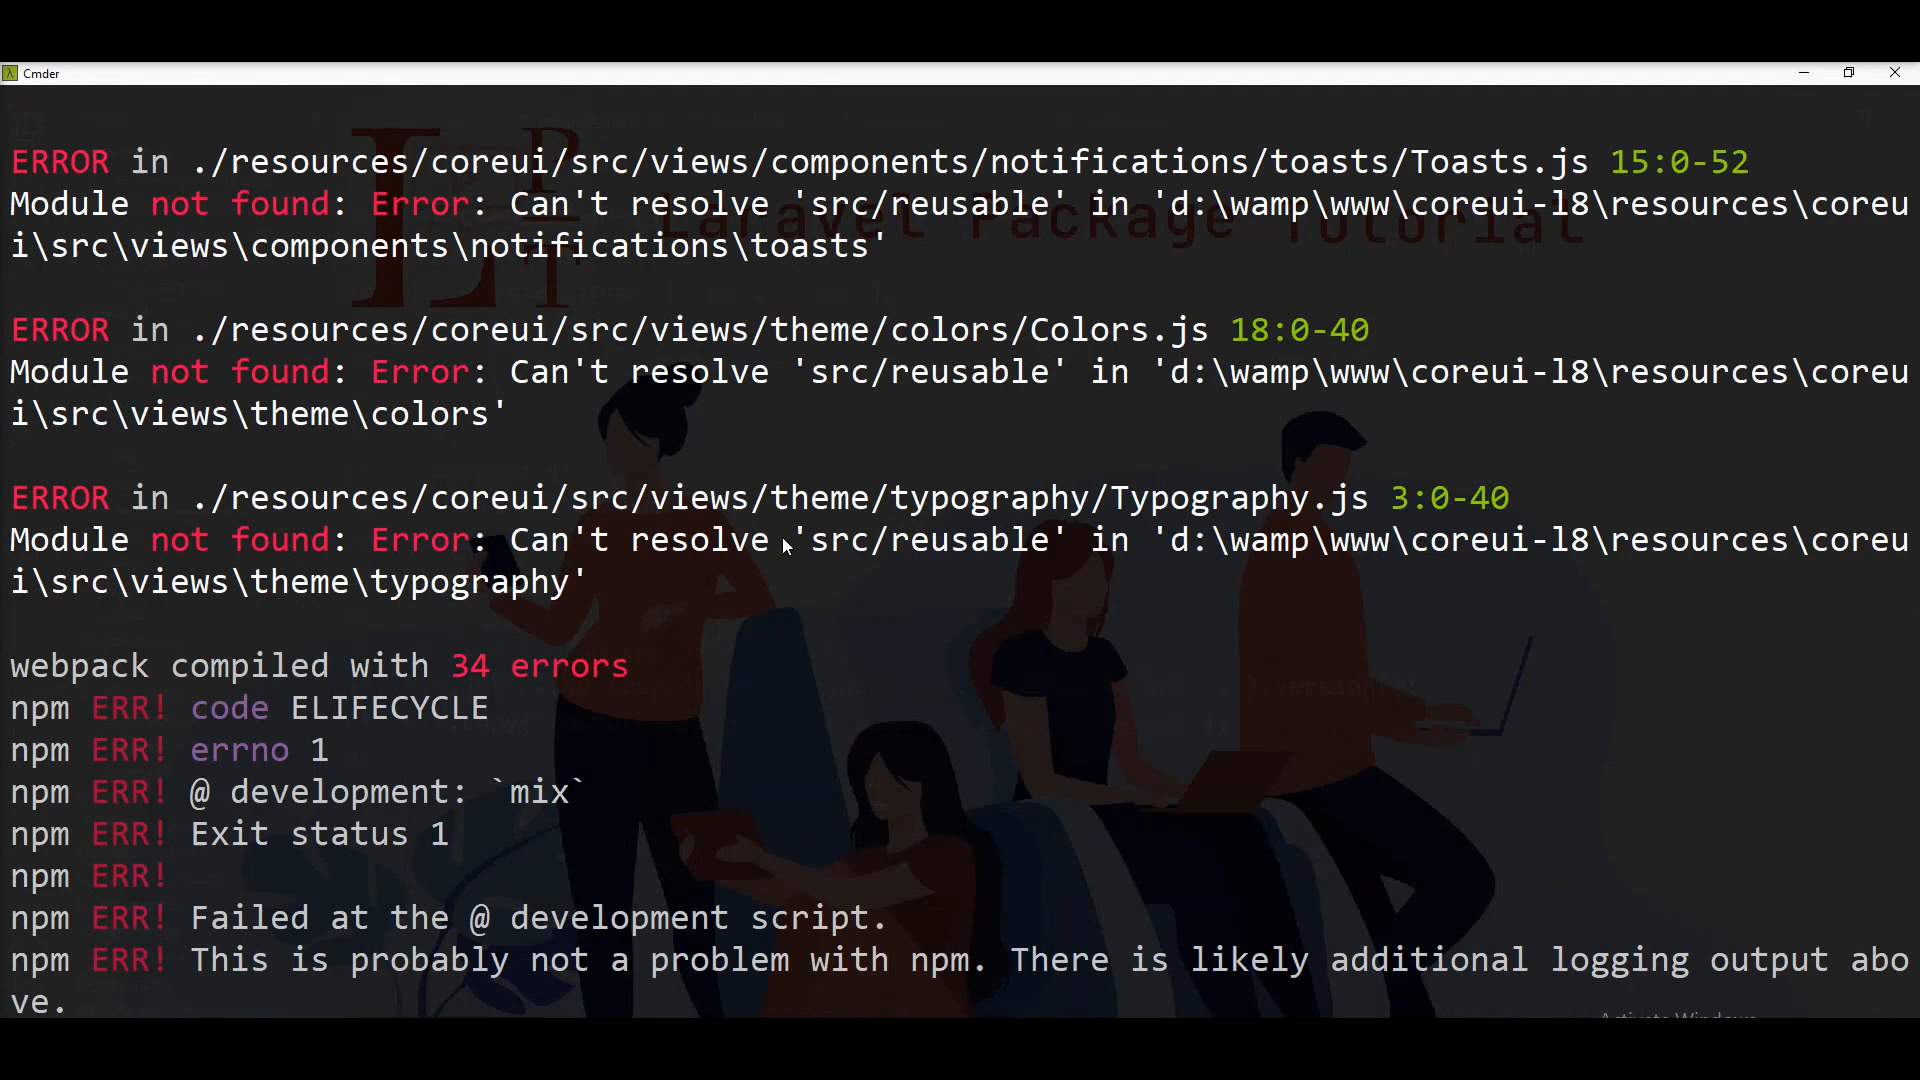 Cmder
ERROR in ./resources/coreui/src/views/components/notifications/toasts/Toasts.js 15:0-52
Module not found: Error: Can't resolve 'src/reusable' in 'd:\wamp\www\coreui-l8\resources\coreu
i\src\views\components\notifications\toasts'
L P T Laravel Package Tutorial
ERROR in ./resources/coreui/src/views/theme/colors/Colors.js 18:0-40
Module not found: Error: Can't resolve 'src/reusable' in 'd:\wamp\www\coreui-l8\resources\coreu
i\src\views\theme\colors'
ERROR in ./resources/coreui/src/views/theme/typography/Typography.js 3:0-40
Module not found: Error: Can't resolve 'src/reusable' in 'd:\wamp\www\coreui-l8\resources\coreu
i\src\views\theme\typography'
webpack compiled with 34 errors
npm ERR! code ELIFECYCLE
npm ERR! errno 1
npm ERR! @ development: `mix`
npm ERR! Exit status 1
npm ERR!
npm ERR! Failed at the @ development script.
npm ERR! This is probably not a problem with npm. There is likely additional logging output abo
ve.
Activate Windows